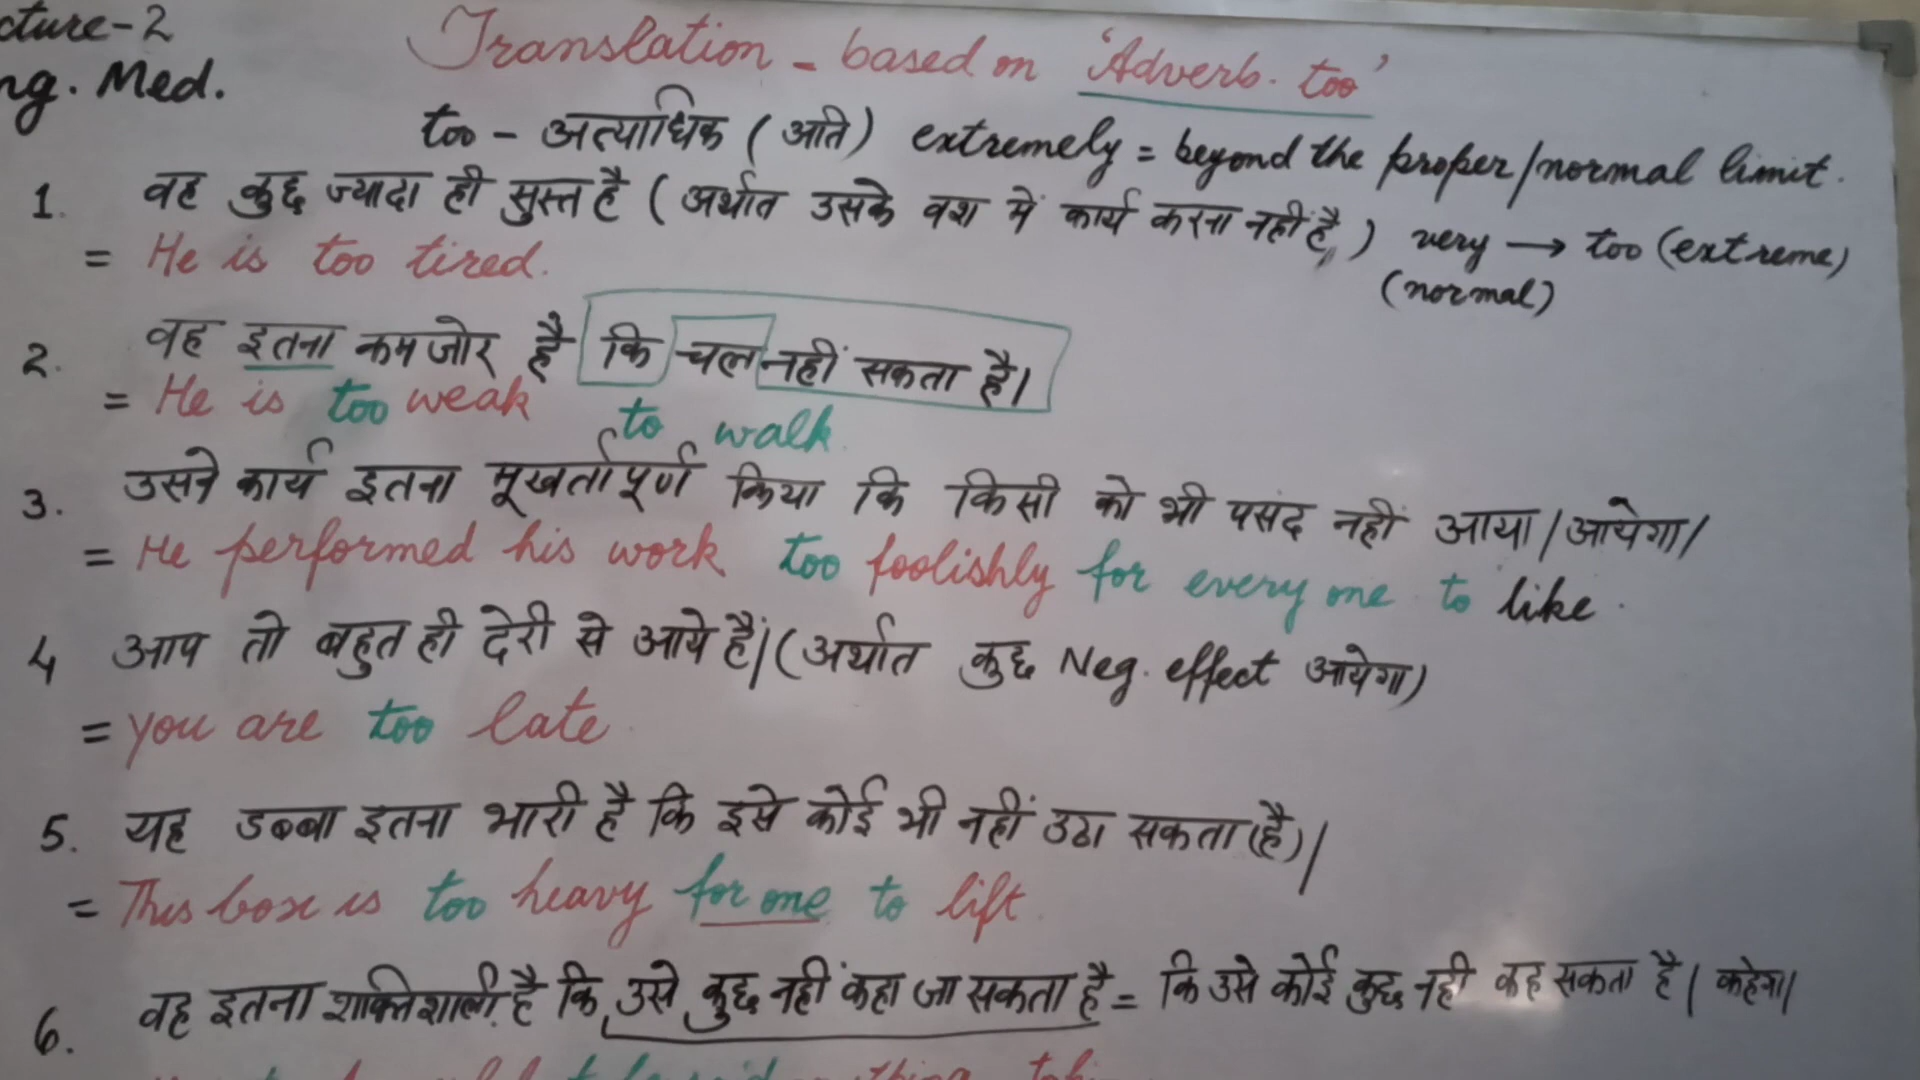 cture-2
Translation - based on 'Adverb. too'
ng. Med.
too - अत्याधिक (अति) extremely = beyond the proper/normal limit.
1. वह कुछ ज्यादा ही सुस्त है (अर्थात उसके वश में कार्य करना नहीं है,) very → too (extreme)
(normal)
= He is too tired.
2. वह इतना कमजोर है कि चल नहीं सकता है।
= He is too weak to walk.
3. उसने कार्य इतना मूखर्तापूर्ण किया कि किसी को भी पसंद नहीं आया/आयेगा/
= He performed his work too foolishly for every one to like.
4 आप तो बहुत ही देरी से आये हैं/(अर्थात कुछ Neg. effect आयेगा)
= you are too late
5. यह डब्बा इतना भारी है कि इसे कोई भी नहीं उठा सकता (है)/
= This box is too heavy for one to lift
6. वह इतना शक्तिशाली है कि उसे कुछ नहीं कहा जा सकता है = कि उसे कोई कुछ नही कह सकता है/ कहेगा/